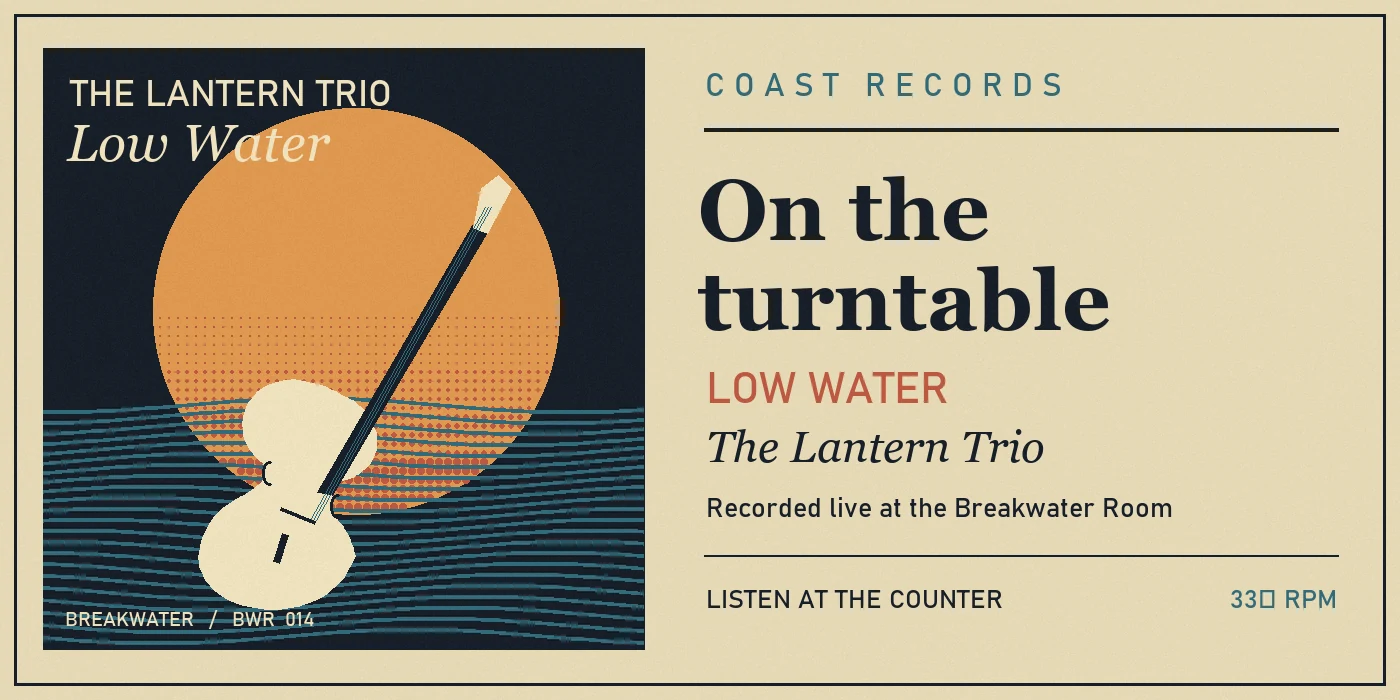 THE LANTERN TRIO
Low Water
BREAKWATER / BWR 014
COAST RECORDS
On the
turntable
LOW WATER
The Lantern Trio
Recorded live at the Breakwater Room
LISTEN AT THE COUNTER
33□ RPM